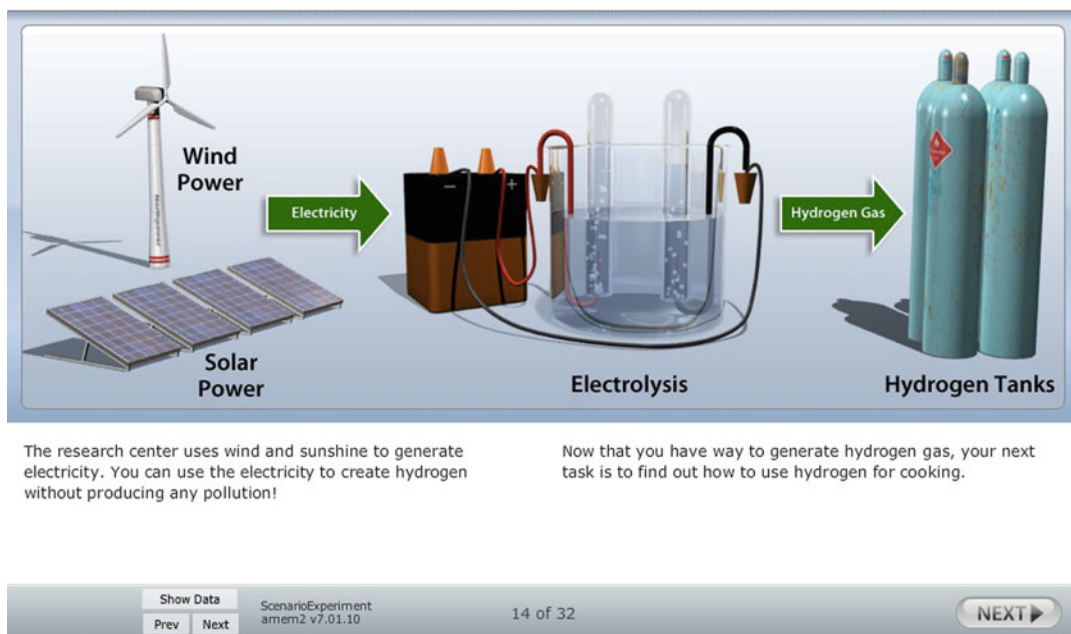 Wind
Power
Electricity
Hydrogen Gas
Solar
Power
Electrolysis
Hydrogen Tanks
The research center uses wind and sunshine to generate
electricity. You can use the electricity to create hydrogen
without producing any pollution!
Now that you have way to generate hydrogen gas, your next
task is to find out how to use hydrogen for cooking.
Show Data
Prev
Next
ScenarioExperiment
amem2 v7.01.10
14 of 32
NEXT